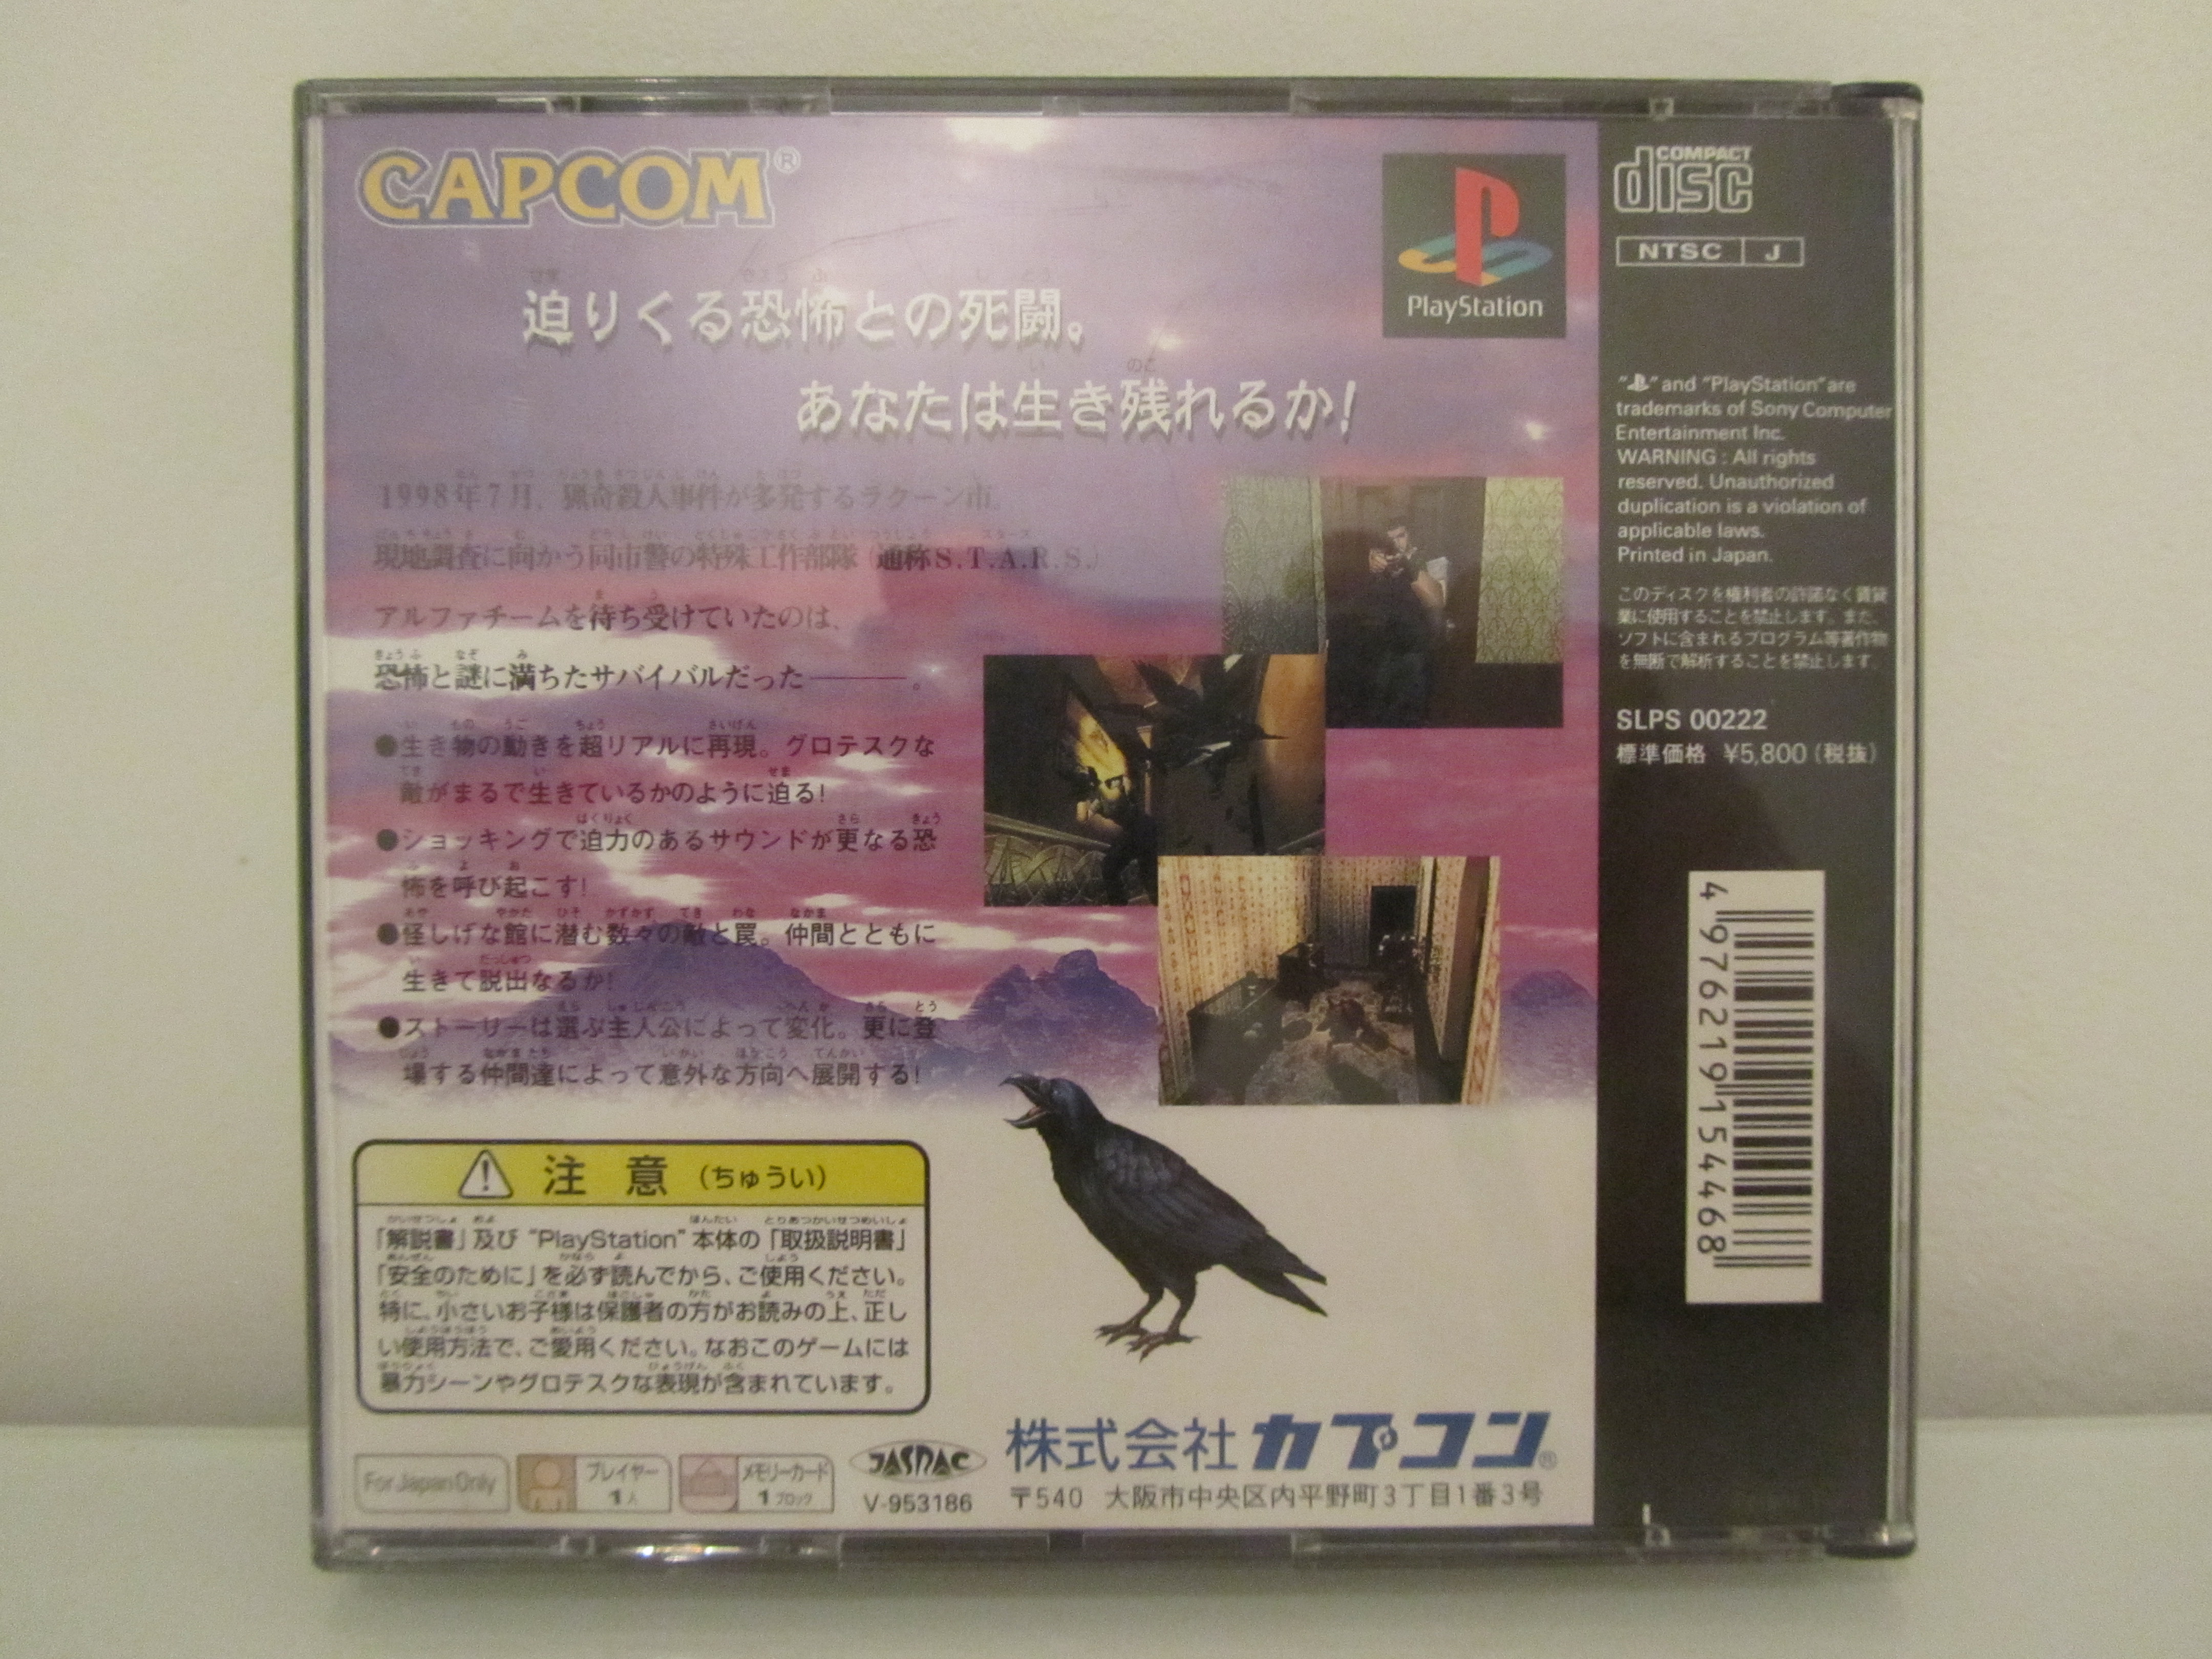 CAPCOM®
迫りくる恐怖との死闘。
あなたは生き残れるか!
1998年7月、猟奇殺人事件が多発するラクーン市。
現地調査に向かう同市警の特殊工作部隊(通称S.T.A.R.S.)
アルファチームを待ち受けていたのは、
恐怖と謎に満ちたサバイバルだった———。
●生き物の動きを超リアルに再現。グロテスクな
敵がまるで生きているかのように迫る!
●ショッキングで迫力のあるサウンドが更なる恐
怖を呼び起こす!
●怪しげな館に潜む数々の敵と罠。仲間とともに
生きて脱出なるか!
●ストーリーは選ぶ主人公によって変化。更に登
場する仲間達によって意外な方向へ展開する!
注意(ちゅうい)
「解説書」及び“PlayStation”本体の「取扱説明書」
「安全のために」を必ず読んでから、ご使用ください。
特に、小さいお子様は保護者の方がお読みの上、正し
い使用方法で、ご愛用ください。なおこのゲームには
暴力シーンやグロテスクな表現が含まれています。
For Japan Only
プレイヤー
1人
メモリーカード
1ブロック
JASRAC
V-953186
株式会社カプコン®
〒540 大阪市中央区内平野町3丁目1番3号
PlayStation
COMPACT
disc
NTSC J
“PS” and “PlayStation” are
trademarks of Sony Computer
Entertainment Inc.
WARNING : All rights
reserved. Unauthorized
duplication is a violation of
applicable laws.
Printed in Japan.
このディスクを権利者の許諾なく賃貸
業に使用することを禁止します。また、
ソフトに含まれるプログラム等著作物
を無断で解析することを禁止します。
SLPS 00222
標準価格 ¥5,800(税抜)
4976219154468